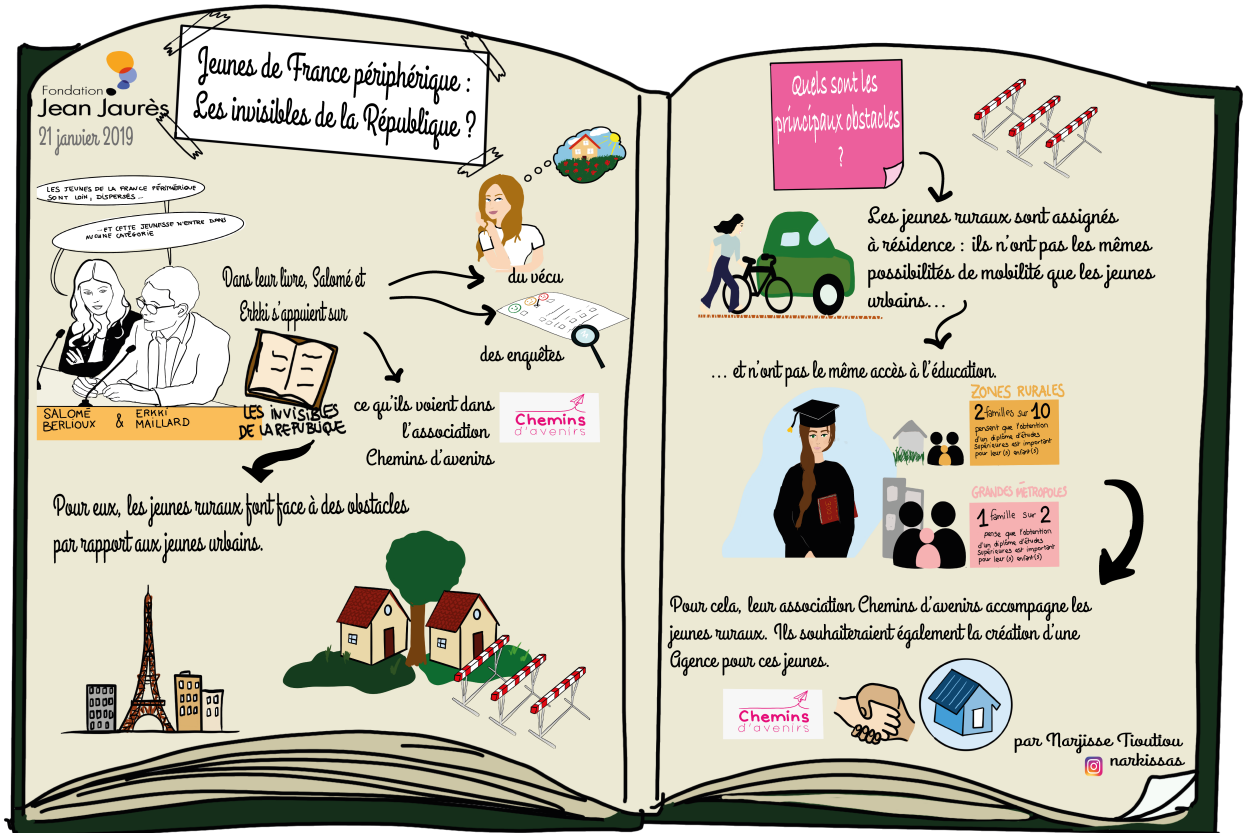 Fondation
Jean Jaurès
21 janvier 2019
Jeunes de France périphérique :
Les invisibles de la République ?
LES JEUNES DE LA FRANCE PÉRIPHÉRIQUE
SONT LOIN, DISPERSÉS...
...ET CETTE JEUNESSE N'ENTRE DANS
AUCUNE CATÉGORIE
SALOMÉ
BERLIOUX
&
ERKKI
MAILLARD
Dans leur livre, Salomé et
Erkki s'appuient sur
LES INVISIBLES
DE LA REPUBLIQUE
du vécu
des enquêtes
ce qu'ils voient dans
l'association
Chemins d'avenirs
Chemins
d'avenirs
Pour eux, les jeunes ruraux font face à des obstacles
par rapport aux jeunes urbains.
Quels sont les
principaux obstacles
?
Les jeunes ruraux sont assignés
à résidence : ils n'ont pas les mêmes
possibilités de mobilité que les jeunes
urbains...
... et n'ont pas le même accès à l'éducation.
ZONES RURALES
2 familles sur 10
pensent que l'obtention
d'un diplôme d'études
Supérieures est important
pour leur(s) enfant(s)
GRANDES MÉTROPOLES
1 famille sur 2
pense que l'obtention
d'un diplôme d'études
Supérieures est important
pour leur(s) enfant(s)
Pour cela, leur association Chemins d'avenirs accompagne les
jeunes ruraux. Ils souhaiteraient également la création d'une
Agence pour ces jeunes.
Chemins
d'avenirs
par Narjisse Tioutiou
narkissas